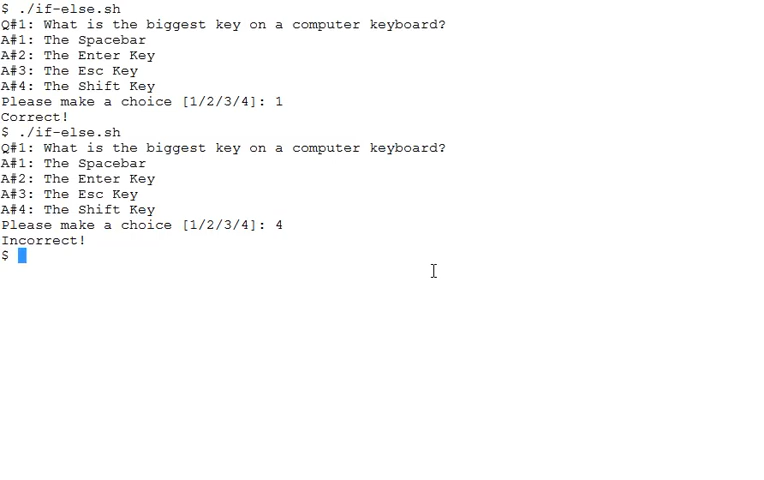 $ ./if-else.sh
Q#1: What is the biggest key on a computer keyboard?
A#1: The Spacebar
A#2: The Enter Key
A#3: The Esc Key
A#4: The Shift Key
Please make a choice [1/2/3/4]: 1
Correct!
$ ./if-else.sh
Q#1: What is the biggest key on a computer keyboard?
A#1: The Spacebar
A#2: The Enter Key
A#3: The Esc Key
A#4: The Shift Key
Please make a choice [1/2/3/4]: 4
Incorrect!
$